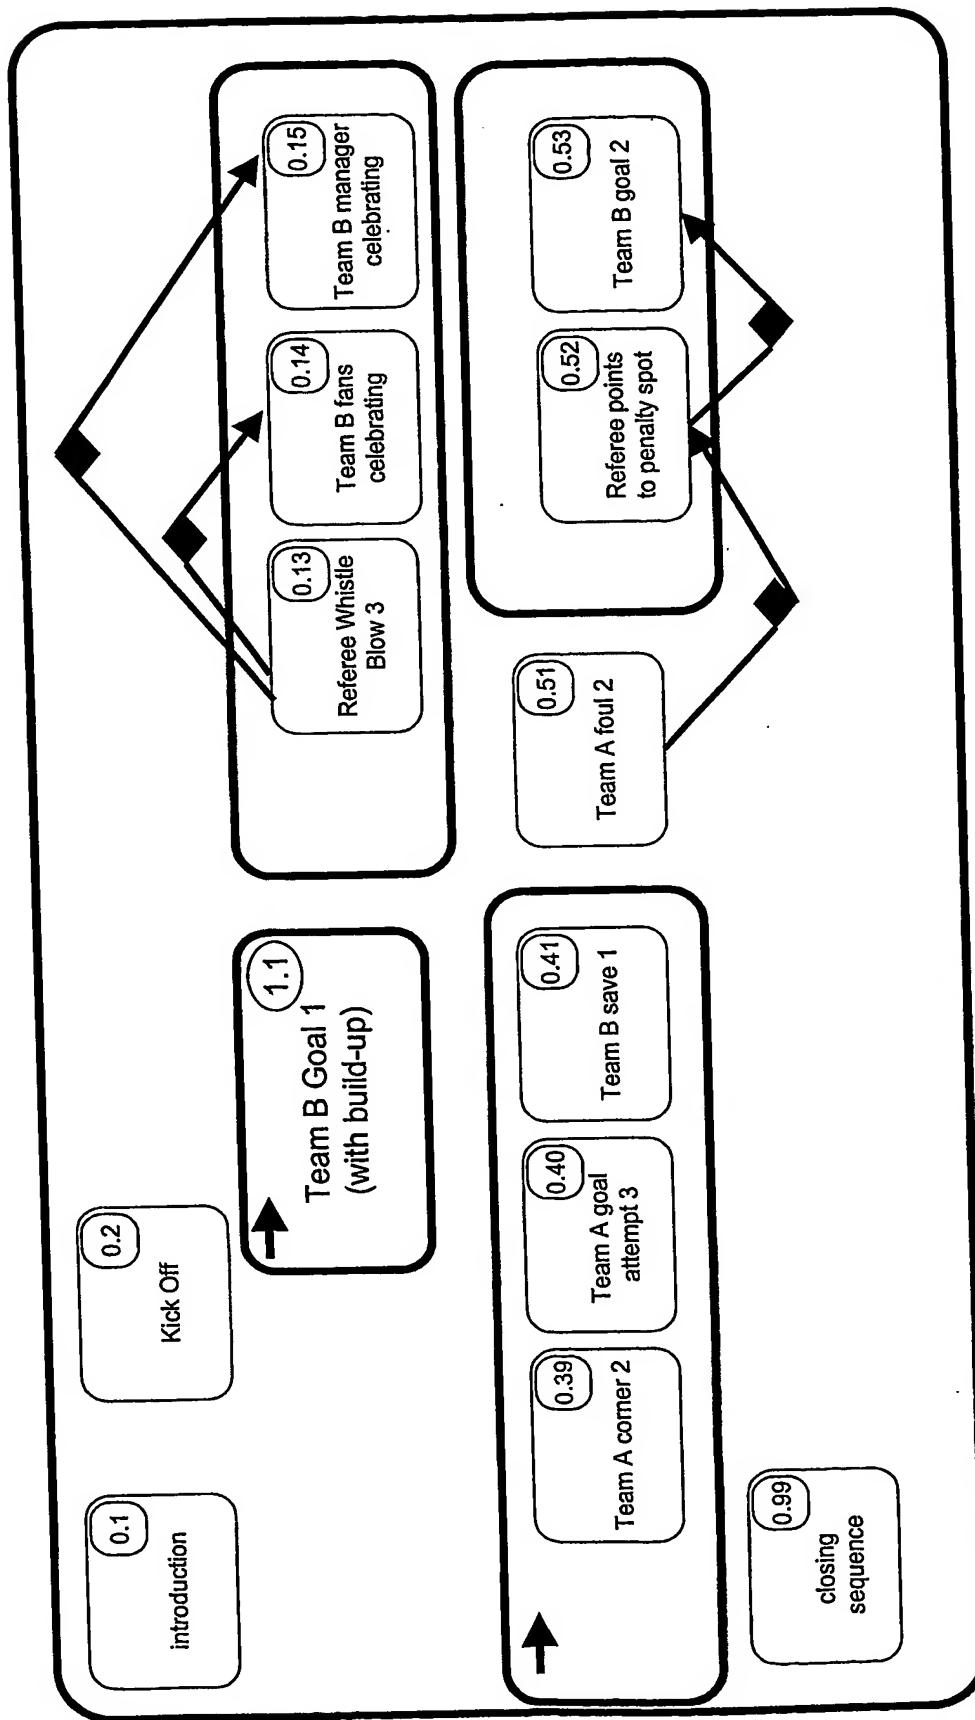 0.1
introduction
0.2
Kick Off
1.1
Team B Goal 1
(with build-up)
0.13
Referee Whistle
Blow 3
0.14
Team B fans
celebrating
0.15
Team B manager
celebrating
0.39
Team A corner 2
0.40
Team A goal
attempt 3
0.41
Team B save 1
0.51
Team A foul 2
0.52
Referee points
to penalty spot
0.53
Team B goal 2
0.99
closing
sequence